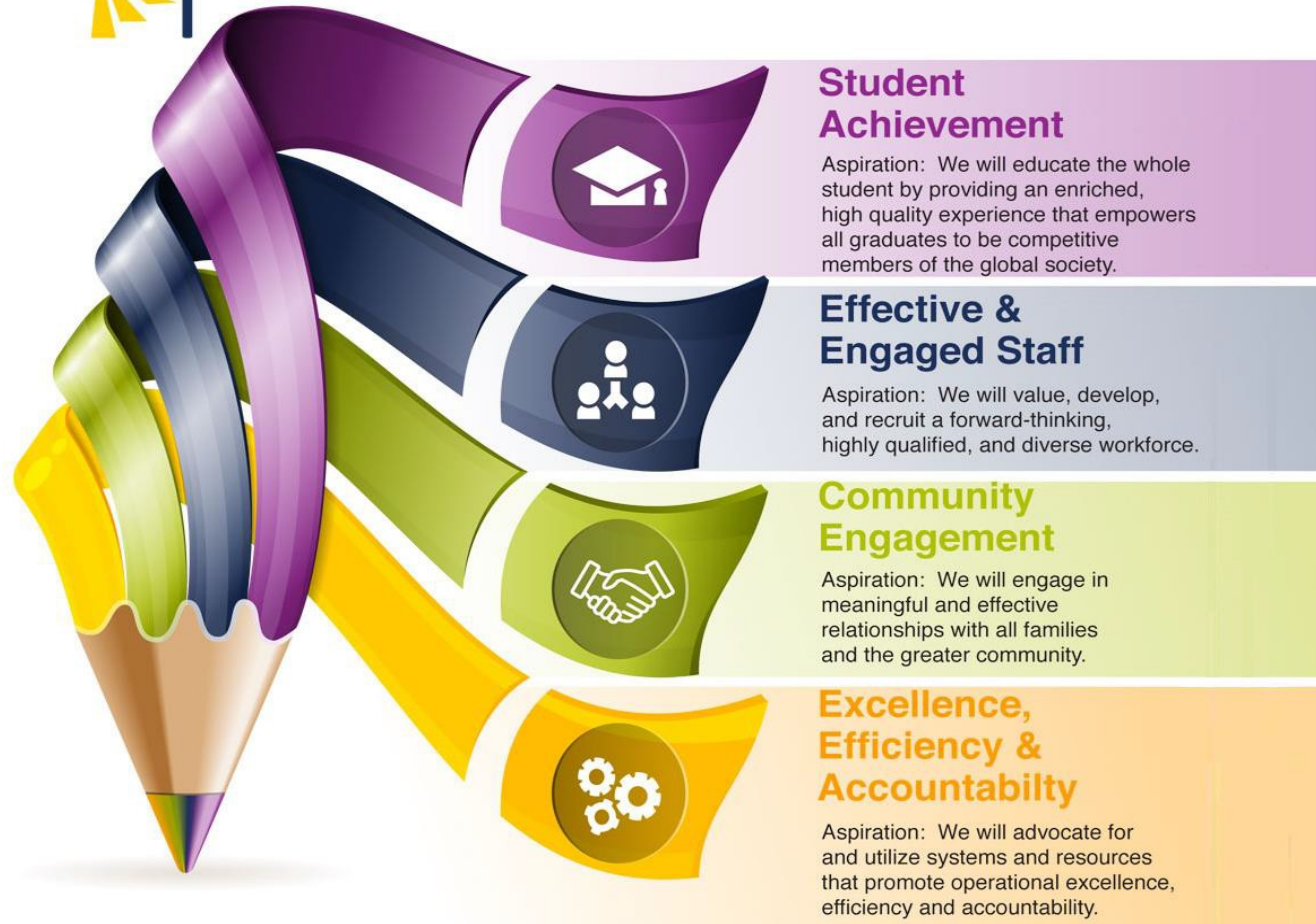 Student
Achievement
Aspiration:  We will educate the whole
student by providing an enriched,
high quality experience that empowers
all graduates to be competitive
members of the global society.
Effective &
Engaged Staff
Aspiration:  We will value, develop,
and recruit a forward-thinking,
highly qualified, and diverse workforce.
Community
Engagement
Aspiration:  We will engage in
meaningful and effective
relationships with all families
and the greater community.
Excellence,
Efficiency &
Accountabilty
Aspiration:  We will advocate for
and utilize systems and resources
that promote operational excellence,
efficiency and accountability.